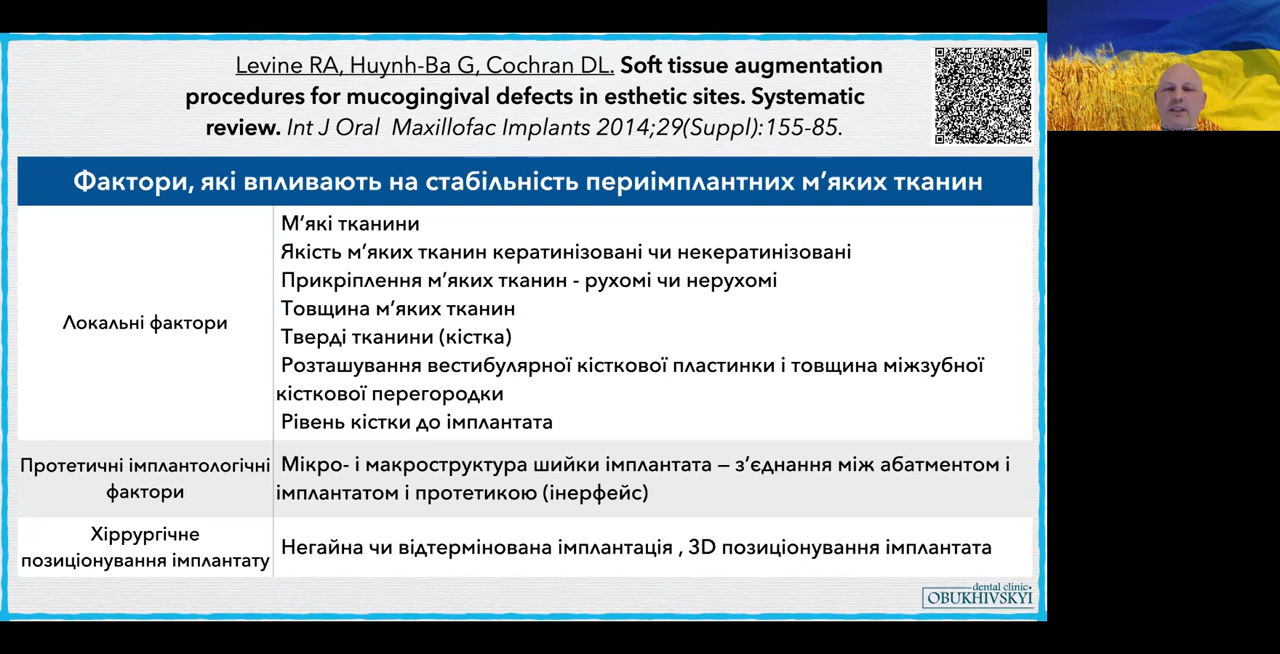 Levine RA, Huynh-Ba G, Cochran DL. Soft tissue augmentation
procedures for mucogingival defects in esthetic sites. Systematic
review. Int J Oral Maxillofac Implants 2014;29(Suppl):155-85.
Фактори, які впливають на стабільність периімплантних м’яких тканин
Локальні фактори
М’які тканини
Якість м’яких тканин кератинізовані чи некератинізовані
Прикріплення м’яких тканин - рухомі чи нерухомі
Товщина м’яких тканин
Тверді тканини (кістка)
Розташування вестибулярної кісткової пластинки і товщина міжзубної
кісткової перегородки
Рівень кістки до імплантата
Протетичні імплантологічні
фактори
Мікро- і макроструктура шийки імплантата – з’єднання між абатментом і
імплантатом і протетикою (інерфейс)
Хіррургічне
позиціонування імплантату
Негайна чи відтермінована імплантація , 3D позиціонування імплантата
dental clinic
OBUKHIVSKYI